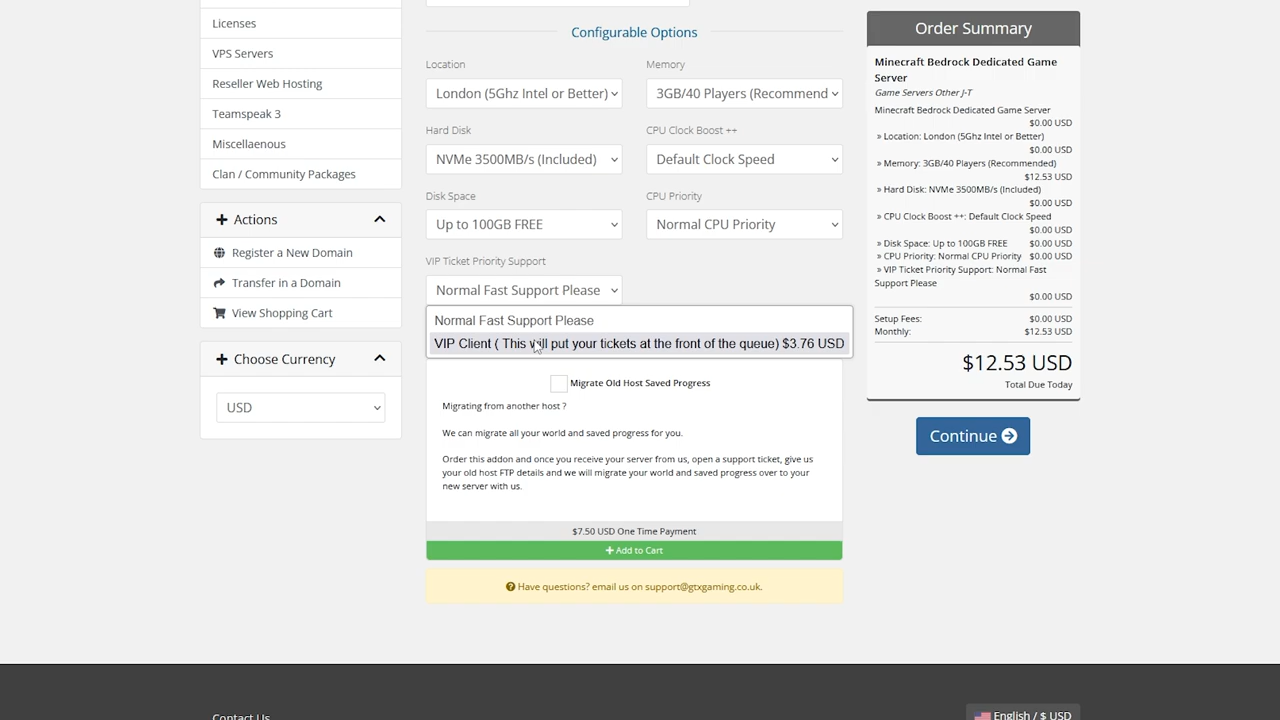 Licenses
VPS Servers
Reseller Web Hosting
Teamspeak 3
Miscellaenous
Clan / Community Packages
Actions
Register a New Domain
Transfer in a Domain
View Shopping Cart
Choose Currency
USD
Configurable Options
Location
Memory
London (5Ghz Intel or Better)
3GB/40 Players (Recommend
Hard Disk
CPU Clock Boost ++
NVMe 3500MB/s (Included)
Default Clock Speed
Disk Space
CPU Priority
Up to 100GB FREE
Normal CPU Priority
VIP Ticket Priority Support
Normal Fast Support Please
Normal Fast Support Please
VIP Client ( This will put your tickets at the front of the queue) $3.76 USD
Migrate Old Host Saved Progress
Migrating from another host ?
We can migrate all your world and saved progress for you.
Order this addon and once you receive your server from us, open a support ticket, give us
your old host FTP details and we will migrate your world and saved progress over to your
new server with us.
$7.50 USD One Time Payment
+ Add to Cart
Have questions? email us on support@gtxgaming.co.uk.
Order Summary
Minecraft Bedrock Dedicated Game
Server
Game Servers Other J-T
Minecraft Bedrock Dedicated Game Server
$0.00 USD
» Location: London (5Ghz Intel or Better)
$0.00 USD
» Memory: 3GB/40 Players (Recommended)
$12.53 USD
» Hard Disk: NVMe 3500MB/s (Included)
$0.00 USD
» CPU Clock Boost ++: Default Clock Speed
$0.00 USD
» Disk Space: Up to 100GB FREE $0.00 USD
» CPU Priority: Normal CPU Priority $0.00 USD
» VIP Ticket Priority Support: Normal Fast
Support Please
$0.00 USD
Setup Fees: $0.00 USD
Monthly: $12.53 USD
$12.53 USD
Total Due Today
Continue
Contact Us
English / $ USD